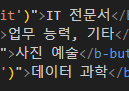 it')">IT 전문서</
>업무 능력, 기타</
")>사진 예술</b-but
')">데이터 과학</b